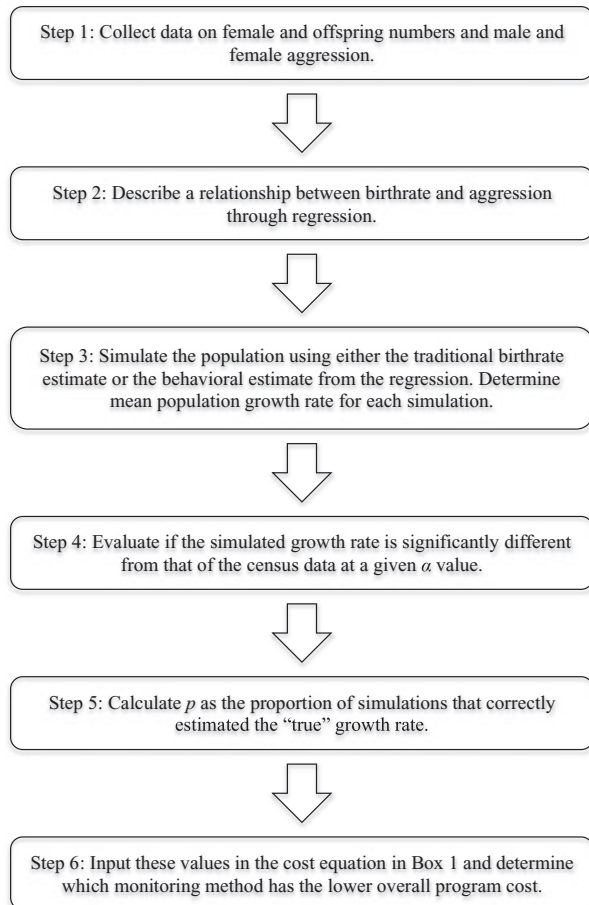 Step 1: Collect data on female and offspring numbers and male and
female aggression.
Step 2: Describe a relationship between birthrate and aggression
through regression.
Step 3: Simulate the population using either the traditional birthrate
estimate or the behavioral estimate from the regression. Determine
mean population growth rate for each simulation.
Step 4: Evaluate if the simulated growth rate is significantly different
from that of the census data at a given α value.
Step 5: Calculate p as the proportion of simulations that correctly
estimated the “true” growth rate.
Step 6: Input these values in the cost equation in Box 1 and determine
which monitoring method has the lower overall program cost.